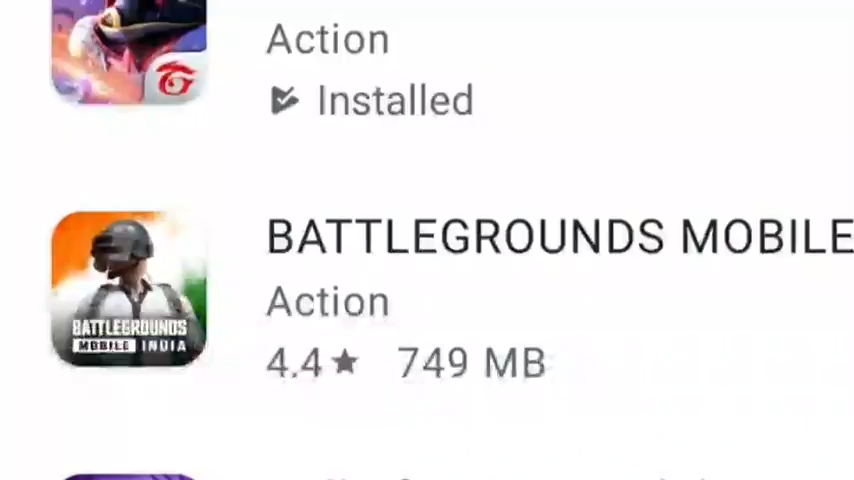 Action
Installed
BATTLEGROUNDS MOBILE
Action
4.4★ 749 MB
BATTLEGROUNDS
MOBILE INDIA